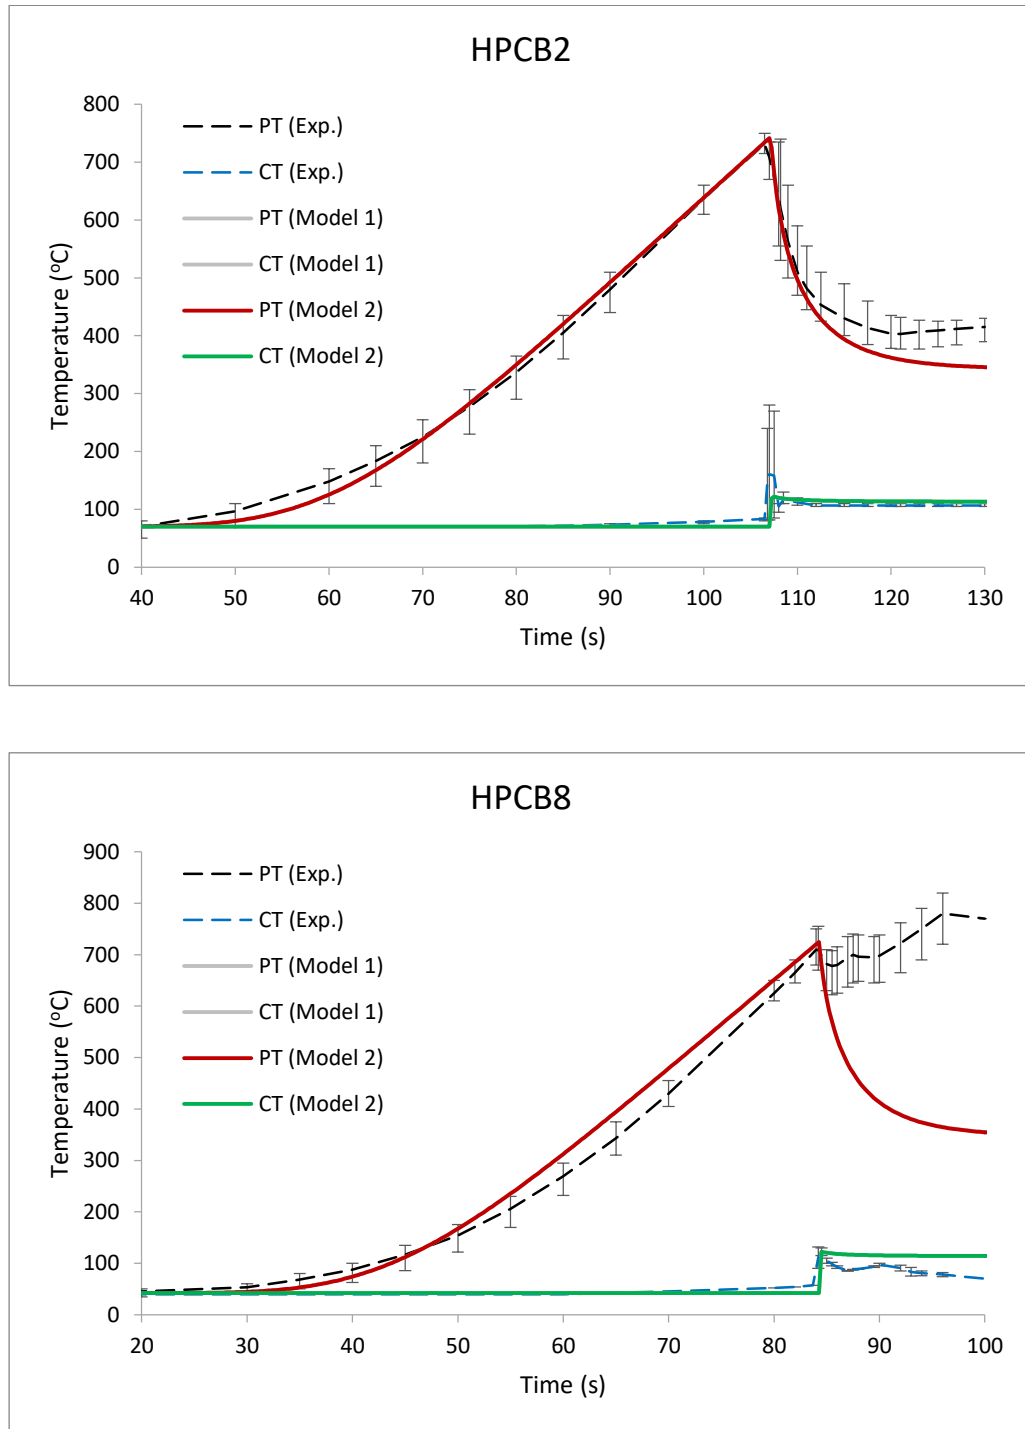 HPCB2
800
700
600
500
400
300
200
100
0
Temperature (oC)
PT (Exp.)
CT (Exp.)
PT (Model 1)
CT (Model 1)
PT (Model 2)
CT (Model 2)
40 50 60 70 80 90 100 110 120 130
Time (s)
HPCB8
900
800
700
600
500
400
300
200
100
0
Temperature (oC)
PT (Exp.)
CT (Exp.)
PT (Model 1)
CT (Model 1)
PT (Model 2)
CT (Model 2)
20 30 40 50 60 70 80 90 100
Time (s)